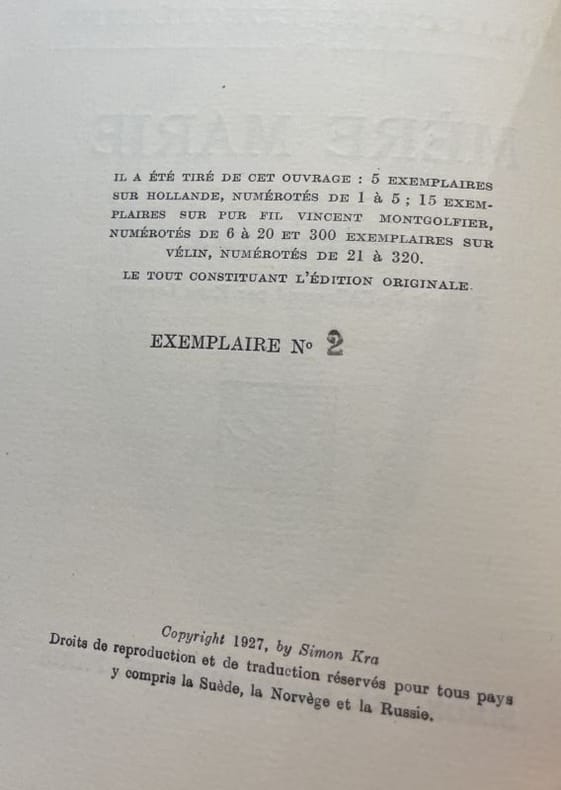 MÈRE MARIE
IL A ÉTÉ TIRÉ DE CET OUVRAGE : 5 EXEMPLAIRES
SUR HOLLANDE, NUMÉROTÉS DE 1 à 5 ; 15 EXEM-
PLAIRES SUR PUR FIL VINCENT MONTGOLFIER,
NUMÉROTÉS DE 6 à 20 ET 300 EXEMPLAIRES SUR
VÉLIN, NUMÉROTÉS DE 21 à 320.
LE TOUT CONSTITUANT L'ÉDITION ORIGINALE.
EXEMPLAIRE Nº 2
Copyright 1927, by Simon Kra
Droits de reproduction et de traduction réservés pour tous pays
y compris la Suède, la Norvège et la Russie.